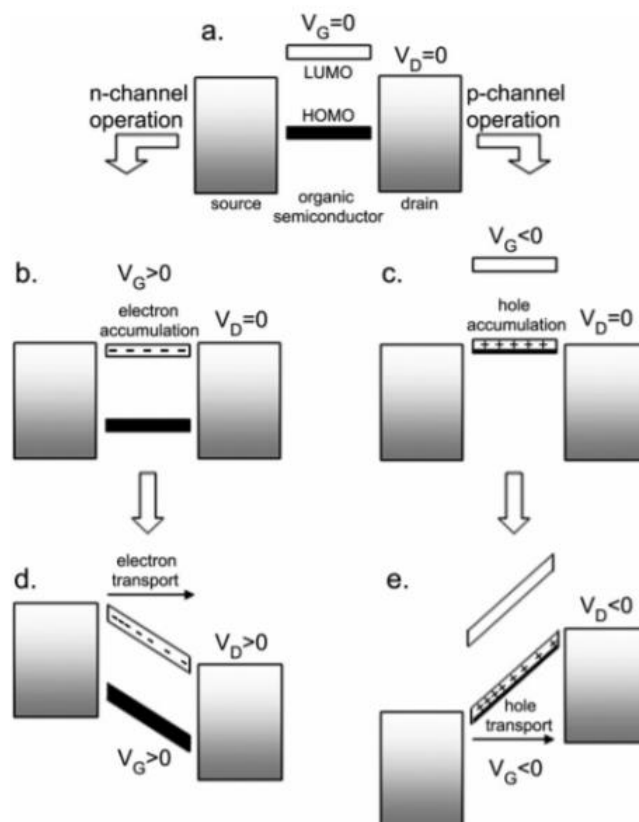 a.
V_G=0
LUMO
V_D=0
HOMO
n-channel
operation
p-channel
operation
source
organic
semiconductor
drain
b.
V_G>0
electron
accumulation
V_D=0
- - - - - -
c.
V_G<0
hole
accumulation
V_D=0
+ + + + +
d.
electron
transport
V_D>0
V_G>0
e.
V_D<0
hole
transport
V_G<0